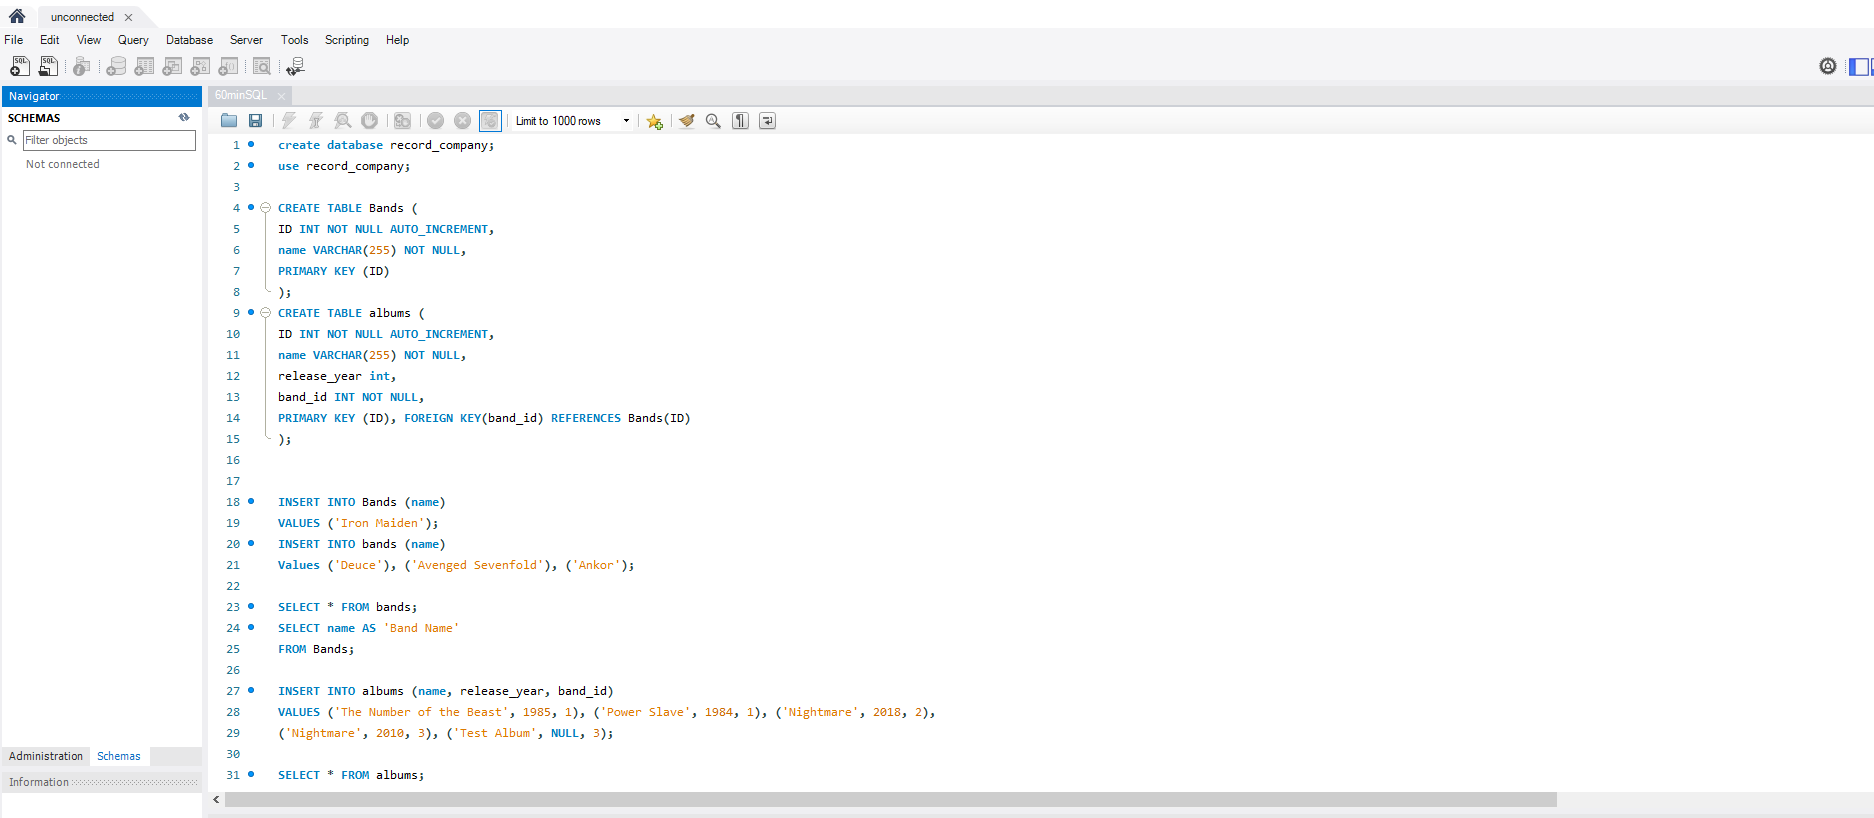 unconnected
File Edit View Query Database Server Tools Scripting Help
Navigator
SCHEMAS
Filter objects
Not connected
60minSQL
Limit to 1000 rows
1 create database record_company;
2 use record_company;
3
4 CREATE TABLE Bands (
5 ID INT NOT NULL AUTO_INCREMENT,
6 name VARCHAR(255) NOT NULL,
7 PRIMARY KEY (ID)
8 );
9 CREATE TABLE albums (
10 ID INT NOT NULL AUTO_INCREMENT,
11 name VARCHAR(255) NOT NULL,
12 release_year int,
13 band_id INT NOT NULL,
14 PRIMARY KEY (ID), FOREIGN KEY(band_id) REFERENCES Bands(ID)
15 );
16
17
18 INSERT INTO Bands (name)
19 VALUES ('Iron Maiden');
20 INSERT INTO bands (name)
21 Values ('Deuce'), ('Avenged Sevenfold'), ('Ankor');
22
23 SELECT * FROM bands;
24 SELECT name AS 'Band Name'
25 FROM Bands;
26
27 INSERT INTO albums (name, release_year, band_id)
28 VALUES ('The Number of the Beast', 1985, 1), ('Power Slave', 1984, 1), ('Nightmare', 2018, 2),
29 ('Nightmare', 2010, 3), ('Test Album', NULL, 3);
30
31 SELECT * FROM albums;
Administration Schemas
Information